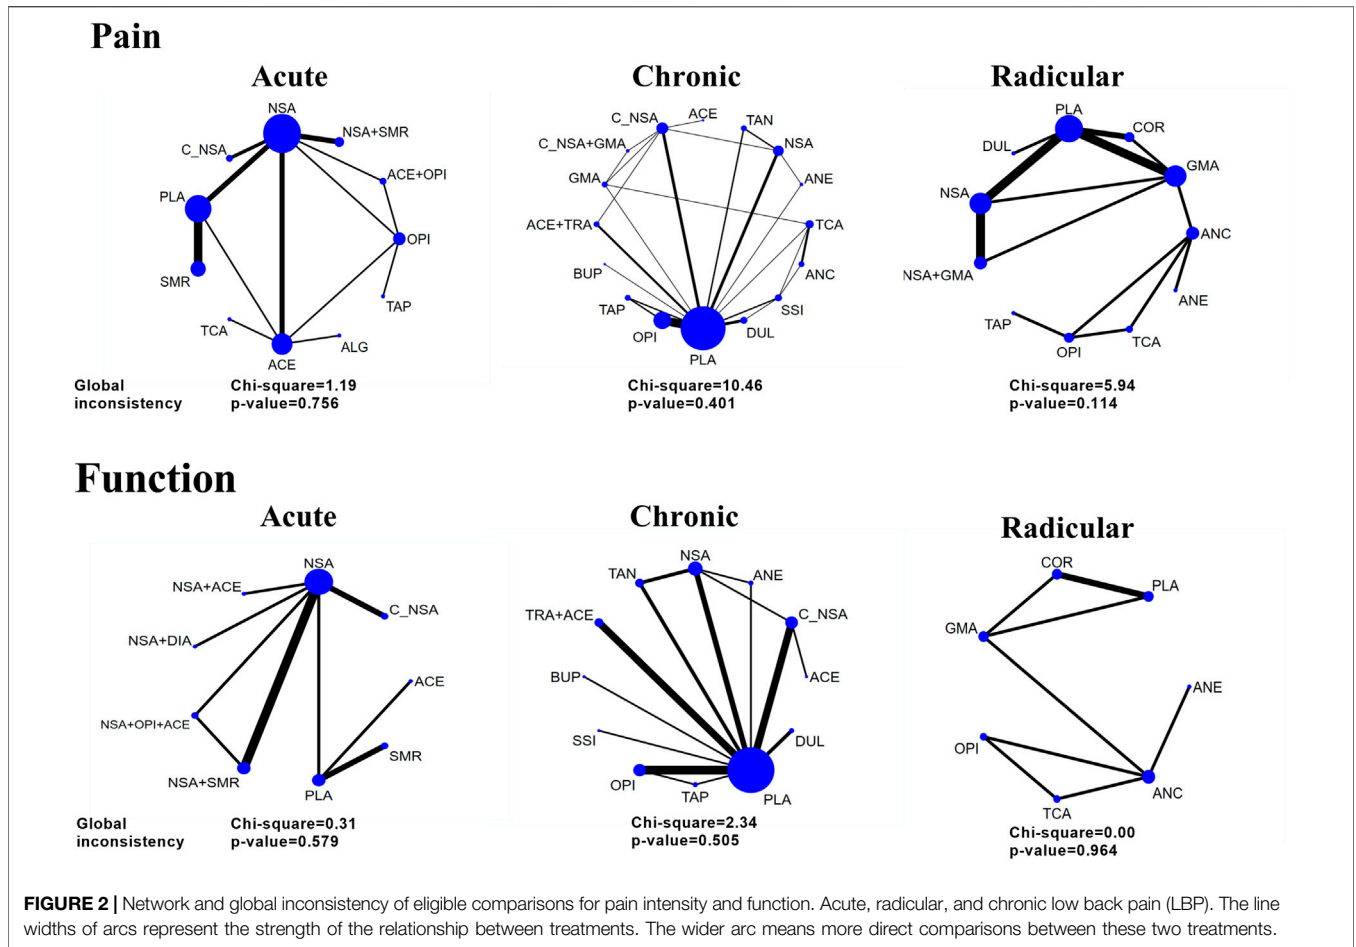 Pain
Acute
Chronic
Radicular
NSA
NSA+SMR
C_NSA
ACE+OPI
PLA
OPI
SMR
TAP
TCA
ALG
ACE
C_NSA
ACE
TAN
C_NSA+GMA
NSA
GMA
ANE
ACE+TRA
TCA
BUP
ANC
TAP
SSI
OPI
DUL
PLA
PLA
COR
DUL
GMA
NSA
ANC
NSA+GMA
ANE
TAP
TCA
OPI
Global
inconsistency
Chi-square=1.19
p-value=0.756
Chi-square=10.46
p-value=0.401
Chi-square=5.94
p-value=0.114
Function
Acute
Chronic
Radicular
NSA
NSA+ACE
C_NSA
NSA+DIA
ACE
NSA+OPI+ACE
SMR
NSA+SMR
PLA
NSA
TAN
ANE
TRA+ACE
C_NSA
BUP
ACE
SSI
DUL
OPI
TAP
PLA
COR
PLA
GMA
ANE
OPI
ANC
TCA
Global
inconsistency
Chi-square=0.31
p-value=0.579
Chi-square=2.34
p-value=0.505
Chi-square=0.00
p-value=0.964
FIGURE 2 | Network and global inconsistency of eligible comparisons for pain intensity and function. Acute, radicular, and chronic low back pain (LBP). The line
widths of arcs represent the strength of the relationship between treatments. The wider arc means more direct comparisons between these two treatments.